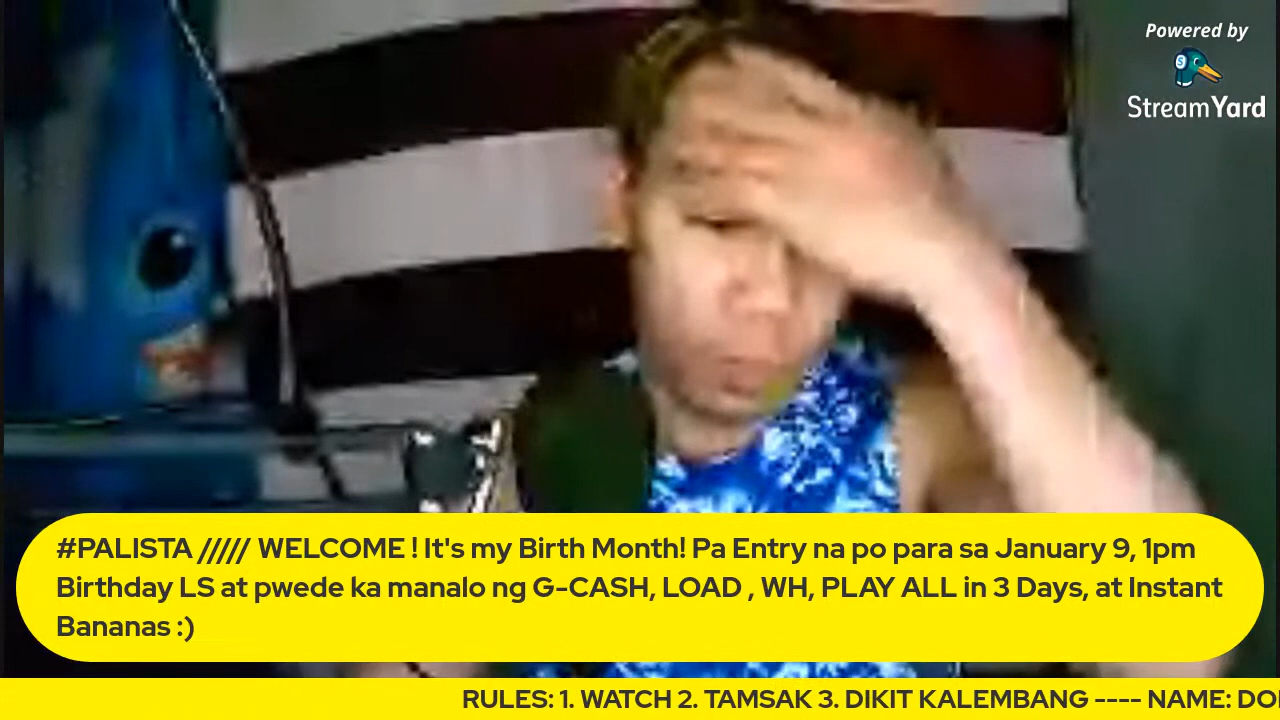 Powered by
StreamYard
#PALISTA ///// WELCOME ! It's my Birth Month! Pa Entry na po para sa January 9, 1pm
Birthday LS at pwede ka manalo ng G-CASH, LOAD , WH, PLAY ALL in 3 Days, at Instant
Bananas :)
RULES: 1. WATCH 2. TAMSAK 3. DIKIT KALEMBANG ---- NAME: DO